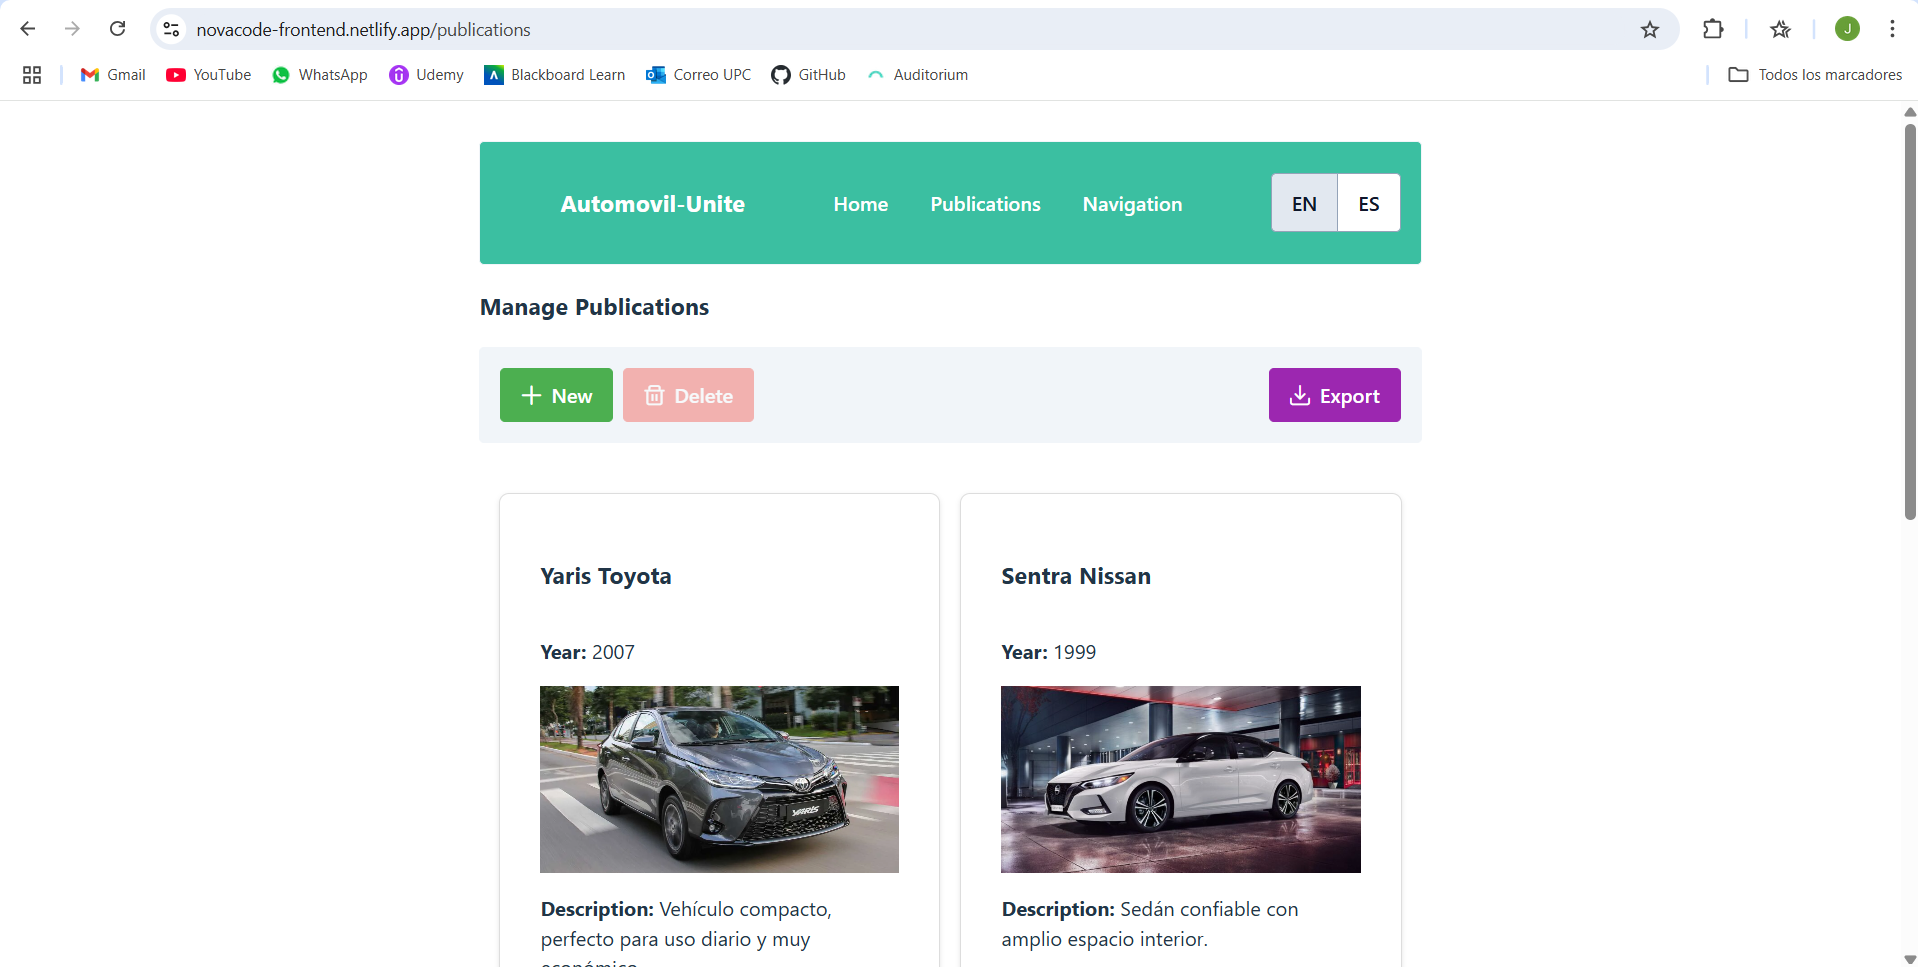 novacode-frontend.netlify.app/publications
J
Gmail YouTube WhatsApp Udemy Blackboard Learn Correo UPC GitHub Auditorium Todos los marcadores
Automovil-Unite Home Publications Navigation EN ES
Manage Publications
New Delete Export
Yaris Toyota
Year: 2007
YARIS
Description: Vehículo compacto,
perfecto para uso diario y muy
económico
Sentra Nissan
Year: 1999
Description: Sedán confiable con
amplio espacio interior.